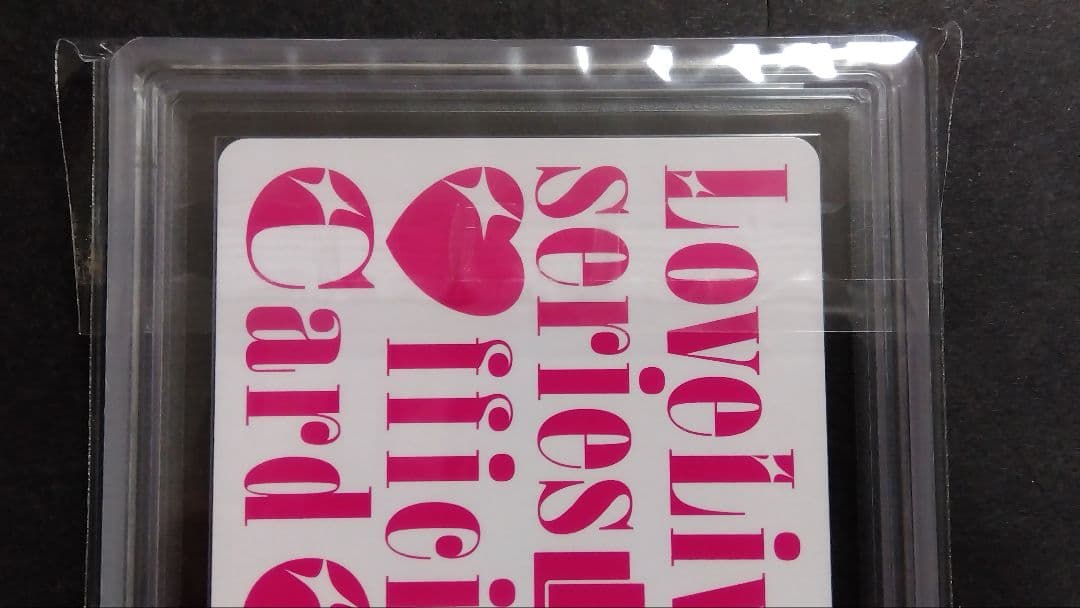 LoveLiv
series
♥ffici
Card